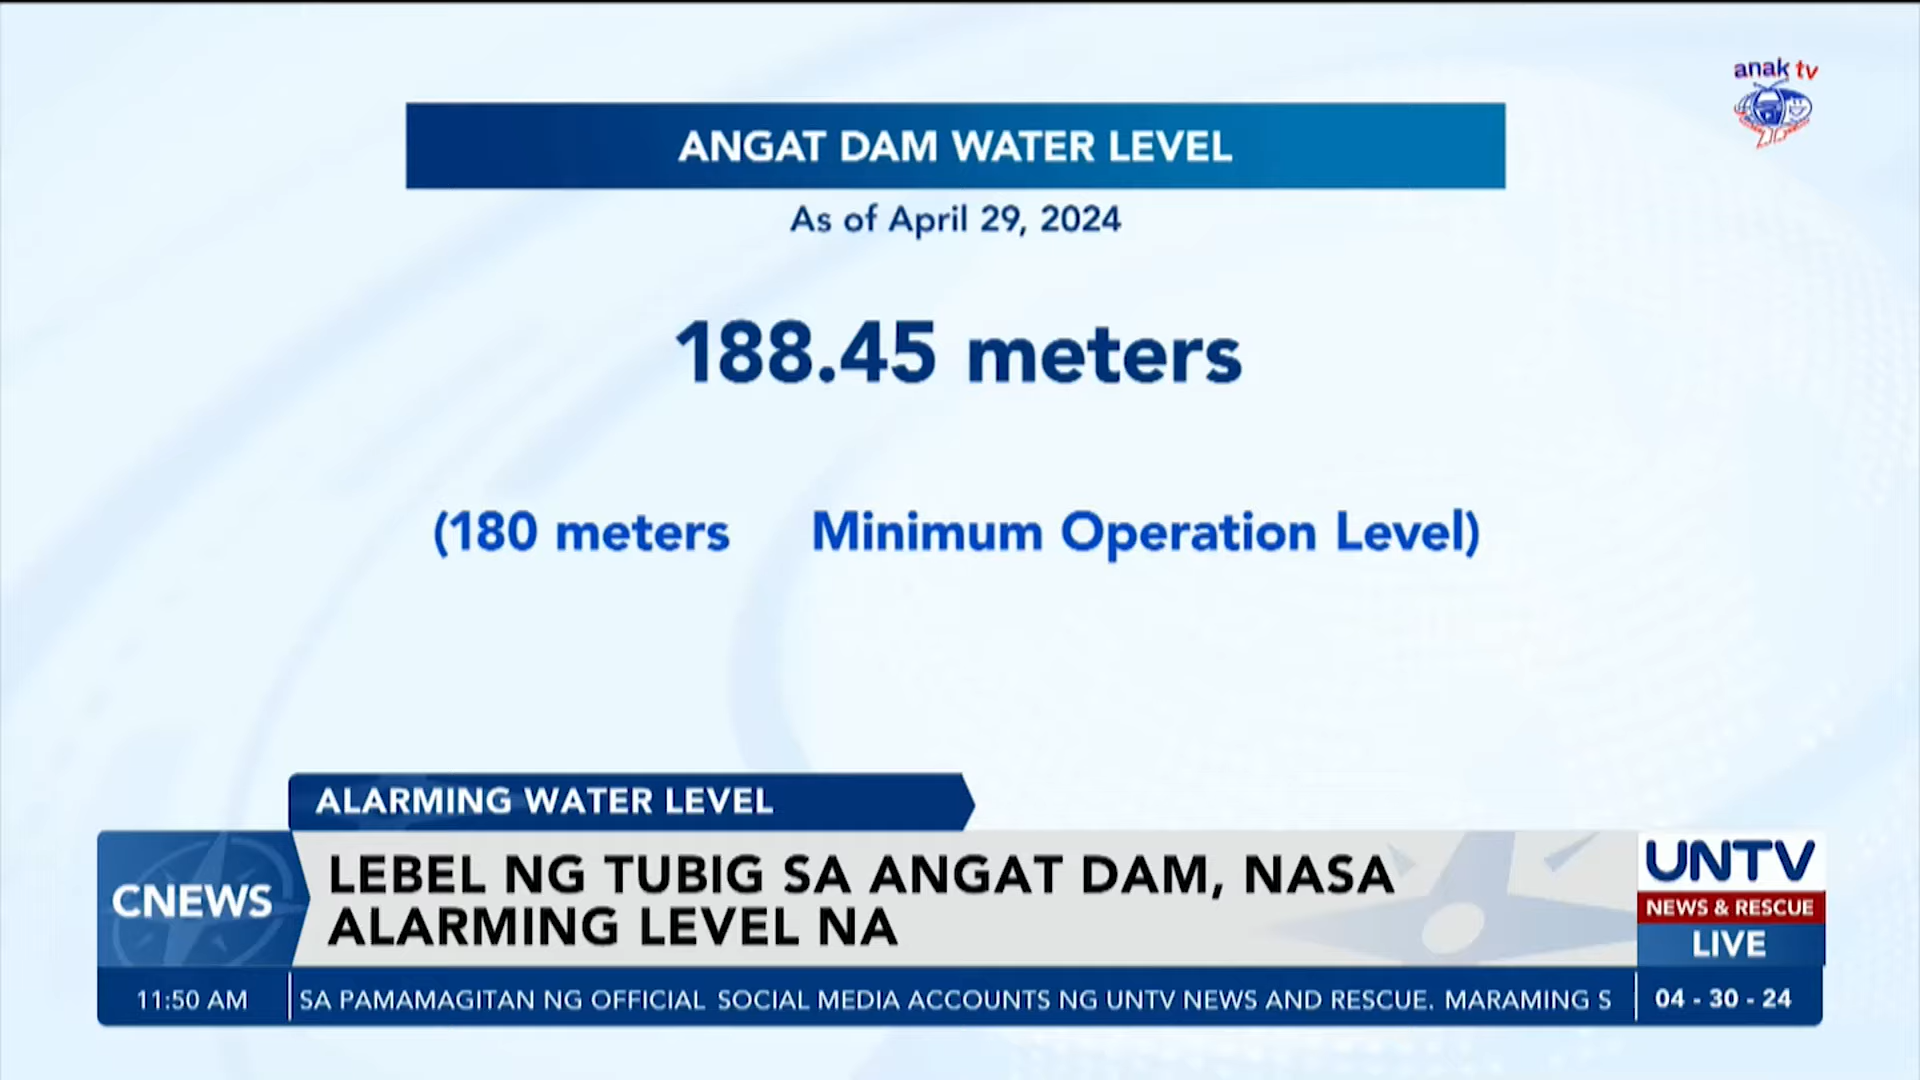 anak tv
ANGAT DAM WATER LEVEL
As of April 29, 2024
188.45 meters
(180 meters Minimum Operation Level)
ALARMING WATER LEVEL
CNEWS
LEBEL NG TUBIG SA ANGAT DAM, NASA
ALARMING LEVEL NA
UNTV
NEWS & RESCUE
LIVE
11:50 AM
SA PAMAMAGITAN NG OFFICIAL SOCIAL MEDIA ACCOUNTS NG UNTV NEWS AND RESCUE. MARAMING S
04 - 30 - 24